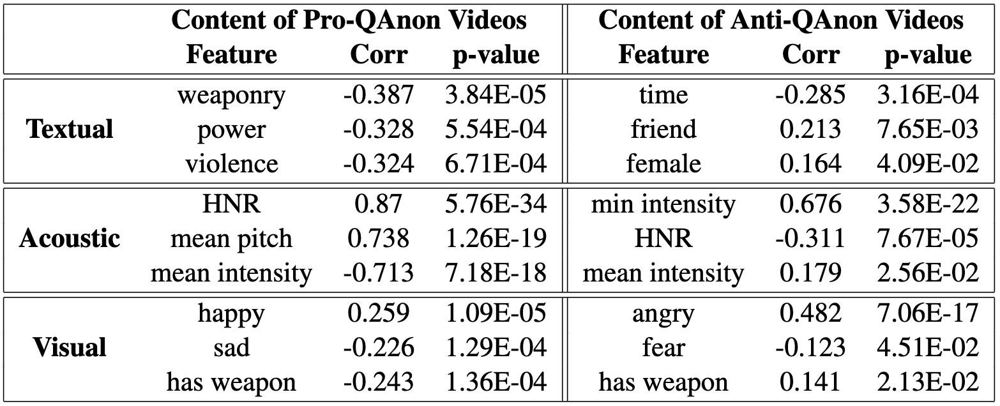 Content of Pro-QAnon Videos Content of Anti-QAnon Videos
Feature Corr p-value Feature Corr p-value
weaponry -0.387 3.84E-05 time -0.285 3.16E-04
Textual power -0.328 5.54E-04 friend 0.213 7.65E-03
violence -0.324 6.71E-04 female 0.164 4.09E-02
HNR 0.87 5.76E-34 min intensity 0.676 3.58E-22
Acoustic mean pitch 0.738 1.26E-19 HNR -0.311 7.67E-05
mean intensity -0.713 7.18E-18 mean intensity 0.179 2.56E-02
happy 0.259 1.09E-05 angry 0.482 7.06E-17
Visual sad -0.226 1.29E-04 fear -0.123 4.51E-02
has weapon -0.243 1.36E-04 has weapon 0.141 2.13E-02